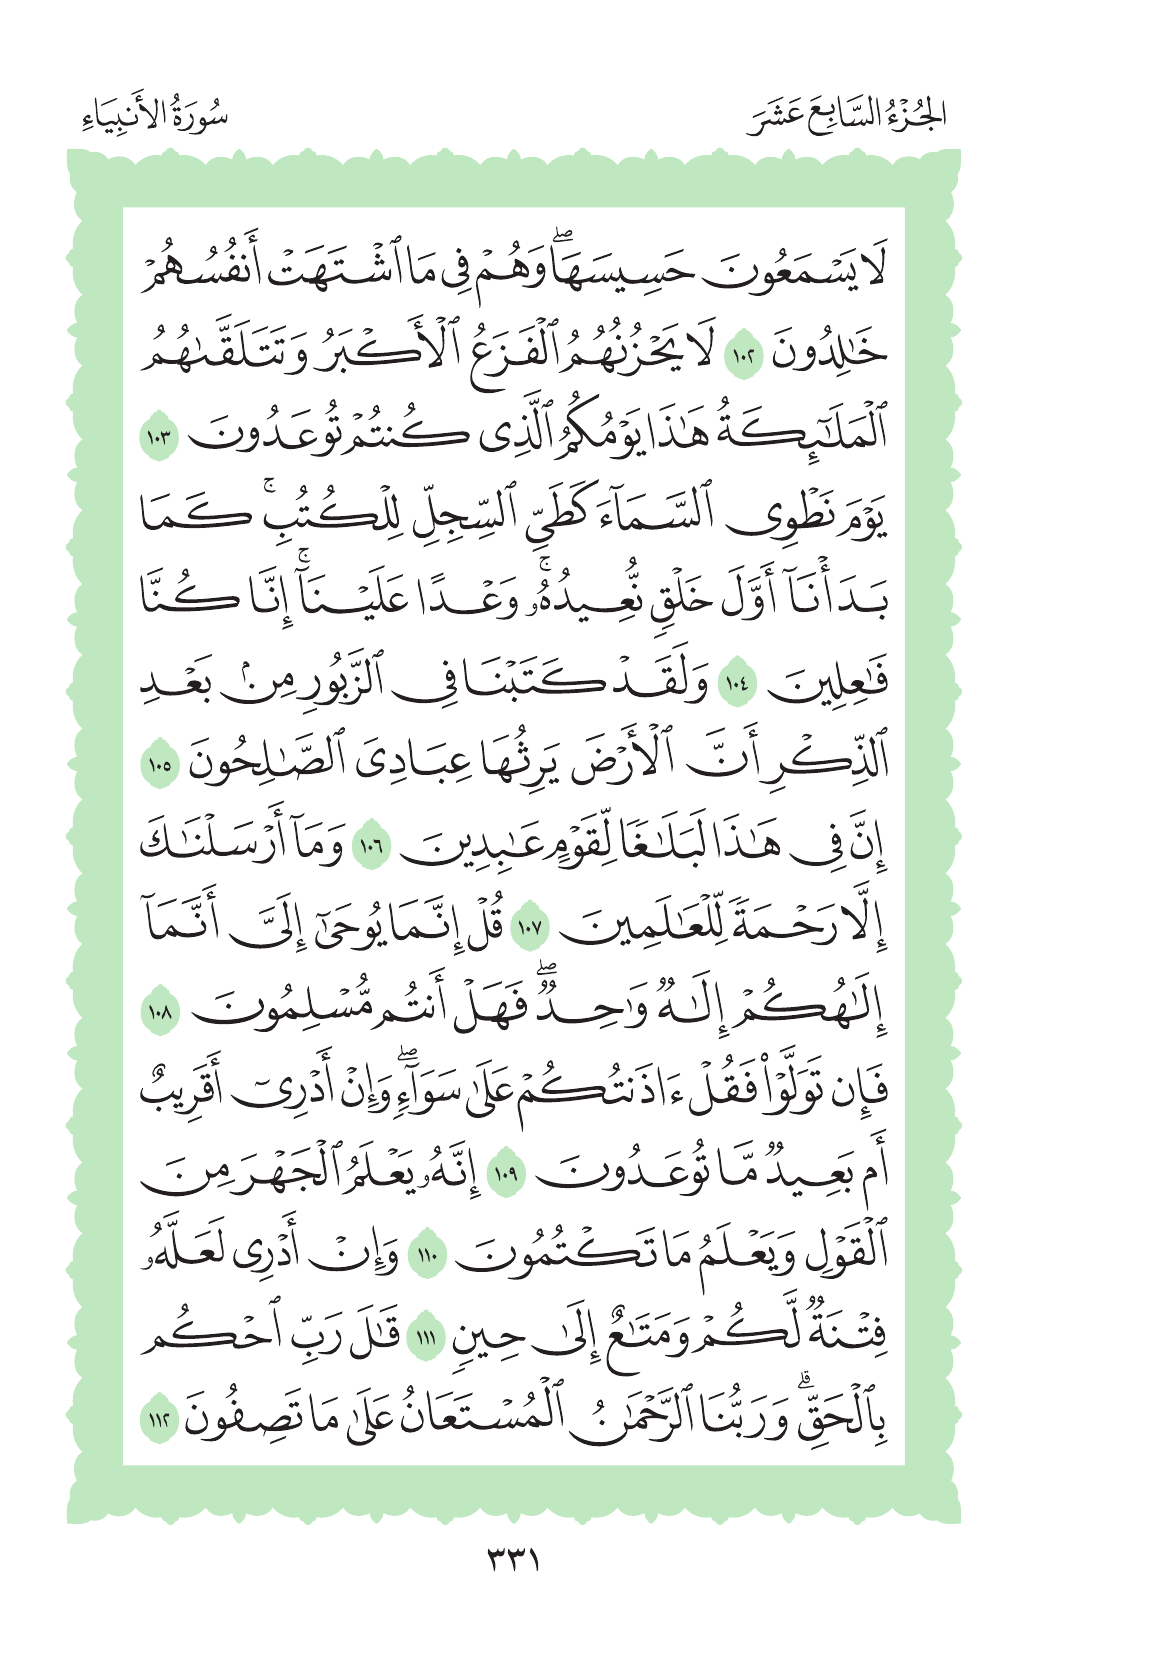 الجُزْءُ السَّابِعَ عَشَرَ
سُورَةُ الأَنبِيَاءِ
لَا يَسْمَعُونَ حَسِيسَهَاۖ وَهُمْ فِي مَا ٱشْتَهَتْ أَنفُسُهُمْ
خَٰلِدُونَ ١٠٢ لَا يَحْزُنُهُمُ ٱلْفَزَعُ ٱلْأَكْبَرُ وَتَتَلَقَّىٰهُمُ
ٱلْمَلَٰٓئِكَةُ هَٰذَا يَوْمُكُمُ ٱلَّذِى كُنتُمْ تُوعَدُونَ ١٠٣
يَوْمَ نَطْوِى ٱلسَّمَآءَ كَطَىِّ ٱلسِّجِلِّ لِلْكُتُبِۚ كَمَا
بَدَأْنَآ أَوَّلَ خَلْقٍ نُّعِيدُهُۥۚ وَعْدًا عَلَيْنَآۚ إِنَّا كُنَّا
فَٰعِلِينَ ١٠٤ وَلَقَدْ كَتَبْنَا فِى ٱلزَّبُورِ مِنۢ بَعْدِ
ٱلذِّكْرِ أَنَّ ٱلْأَرْضَ يَرِثُهَا عِبَادِىَ ٱلصَّٰلِحُونَ ١٠٥
إِنَّ فِى هَٰذَا لَبَلَٰغًا لِّقَوْمٍ عَٰبِدِينَ ١٠٦ وَمَآ أَرْسَلْنَٰكَ
إِلَّا رَحْمَةً لِّلْعَٰلَمِينَ ١٠٧ قُلْ إِنَّمَا يُوحَىٰٓ إِلَىَّ أَنَّمَآ
إِلَٰهُكُمْ إِلَٰهٌ وَٰحِدٌۖ فَهَلْ أَنتُم مُّسْلِمُونَ ١٠٨
فَإِن تَوَلَّوْا۟ فَقُلْ ءَاذَنتُكُمْ عَلَىٰ سَوَآءٍۖ وَإِنْ أَدْرِىٓ أَقَرِيبٌ
أَم بَعِيدٌ مَّا تُوعَدُونَ ١٠٩ إِنَّهُۥ يَعْلَمُ ٱلْجَهْرَ مِنَ
ٱلْقَوْلِ وَيَعْلَمُ مَا تَكْتُمُونَ ١١٠ وَإِنْ أَدْرِى لَعَلَّهُۥ
فِتْنَةٌ لَّكُمْ وَمَتَٰعٌ إِلَىٰ حِينٍ ١١١ قَٰلَ رَبِّ ٱحْكُم
بِٱلْحَقِّۗ وَرَبُّنَا ٱلرَّحْمَٰنُ ٱلْمُسْتَعَانُ عَلَىٰ مَا تَصِفُونَ ١١٢
٣٣١